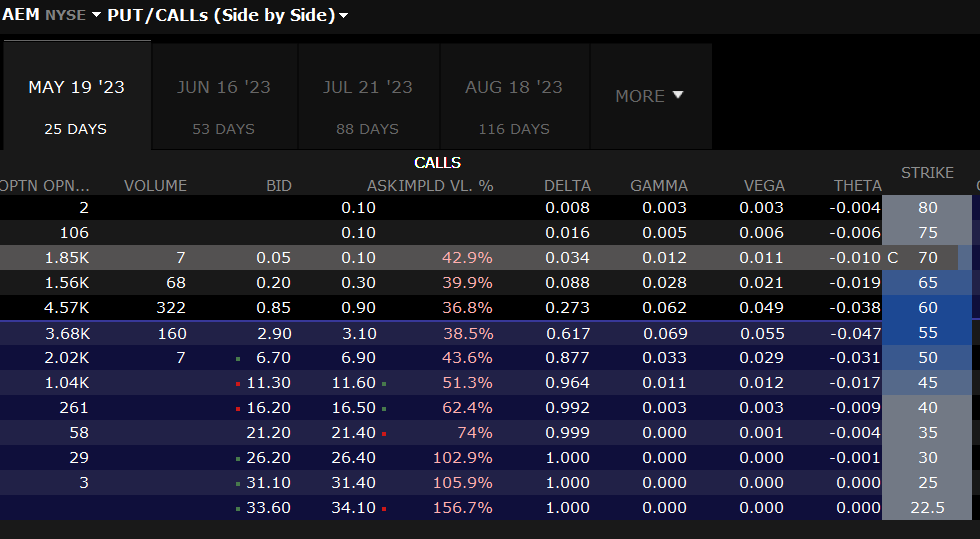 AEM NYSE PUT/CALLs (Side by Side)
MAY 19 '23 JUN 16 '23 JUL 21 '23 AUG 18 '23 MORE
25 DAYS 53 DAYS 88 DAYS 116 DAYS
CALLS
OPTN OPN... VOLUME BID ASK IMPLD VL. % DELTA GAMMA VEGA THETA STRIKE
2 0.10 0.008 0.003 0.003 -0.004 80
106 0.10 0.016 0.005 0.006 -0.006 75
1.85K 7 0.05 0.10 42.9% 0.034 0.012 0.011 -0.010 C 70
1.56K 68 0.20 0.30 39.9% 0.088 0.028 0.021 -0.019 65
4.57K 322 0.85 0.90 36.8% 0.273 0.062 0.049 -0.038 60
3.68K 160 2.90 3.10 38.5% 0.617 0.069 0.055 -0.047 55
2.02K 7 6.70 6.90 43.6% 0.877 0.033 0.029 -0.031 50
1.04K 11.30 11.60 51.3% 0.964 0.011 0.012 -0.017 45
261 16.20 16.50 62.4% 0.992 0.003 0.003 -0.009 40
58 21.20 21.40 74% 0.999 0.000 0.001 -0.004 35
29 26.20 26.40 102.9% 1.000 0.000 0.000 -0.001 30
3 31.10 31.40 105.9% 1.000 0.000 0.000 0.000 25
33.60 34.10 156.7% 1.000 0.000 0.000 0.000 22.5